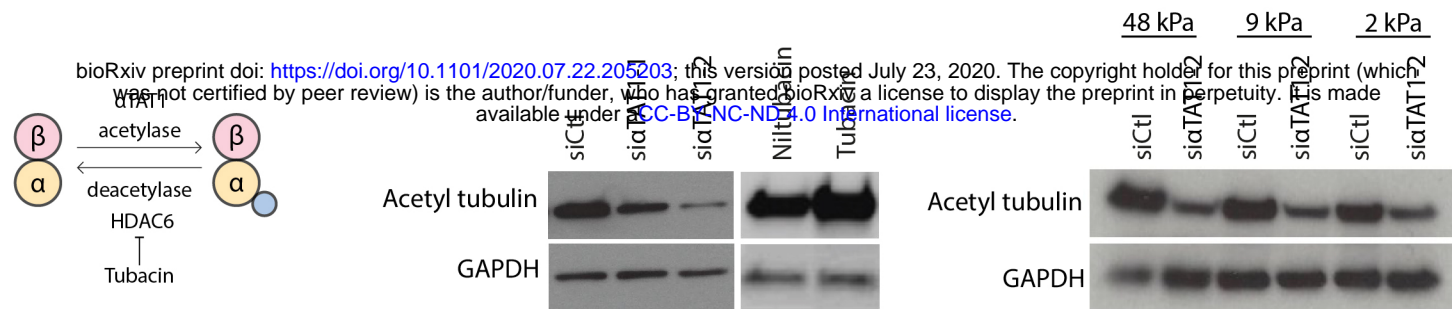 48 kPa 9 kPa 2 kPa
bioRxiv preprint doi: https://doi.org/10.1101/2020.07.22.205203; this version posted July 23, 2020. The copyright holder for this preprint (which
was not certified by peer review) is the author/funder, who has granted bioRxiv a license to display the preprint in perpetuity. It is made
available under aCC-BY-NC-ND 4.0 International license.
αTAT1
acetylase
β β
α α
deacetylase
HDAC6
Tubacin
siCtl
siαTAT1-1
siαTAT1-2
Niltubacin
Tubacin
Acetyl tubulin
GAPDH
siCtl
siαTAT1-2
siCtl
siαTAT1-2
siCtl
siαTAT1-2
Acetyl tubulin
GAPDH